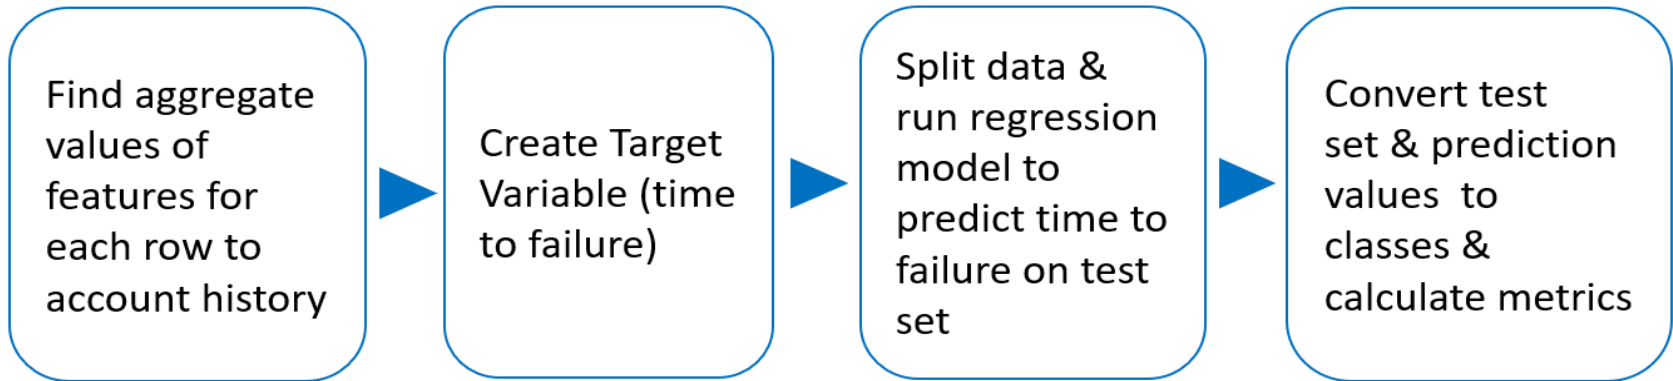 Find aggregate
values of
features for
each row to
account history
Create Target
Variable (time
to failure)
Split data &
run regression
model to
predict time to
failure on test
set
Convert test
set & prediction
values  to
classes &
calculate metrics